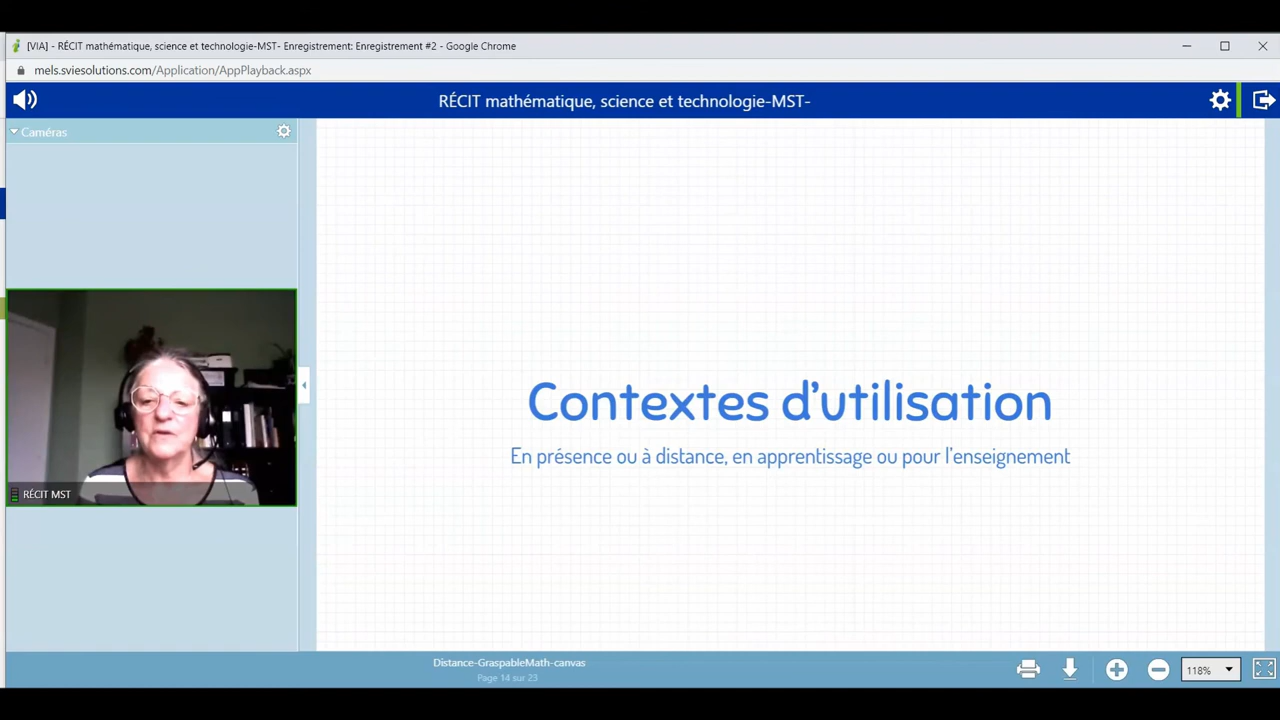 [VIA] - RÉCIT mathématique, science et technologie-MST- Enregistrement: Enregistrement #2 - Google Chrome
mels.sviesolutions.com/Application/AppPlayback.aspx
RÉCIT mathématique, science et technologie-MST-
Caméras
Contextes d’utilisation
En présence ou à distance, en apprentissage ou pour l’enseignement
RÉCIT MST
Distance-GraspableMath-canvas
Page 14 sur 23
118%